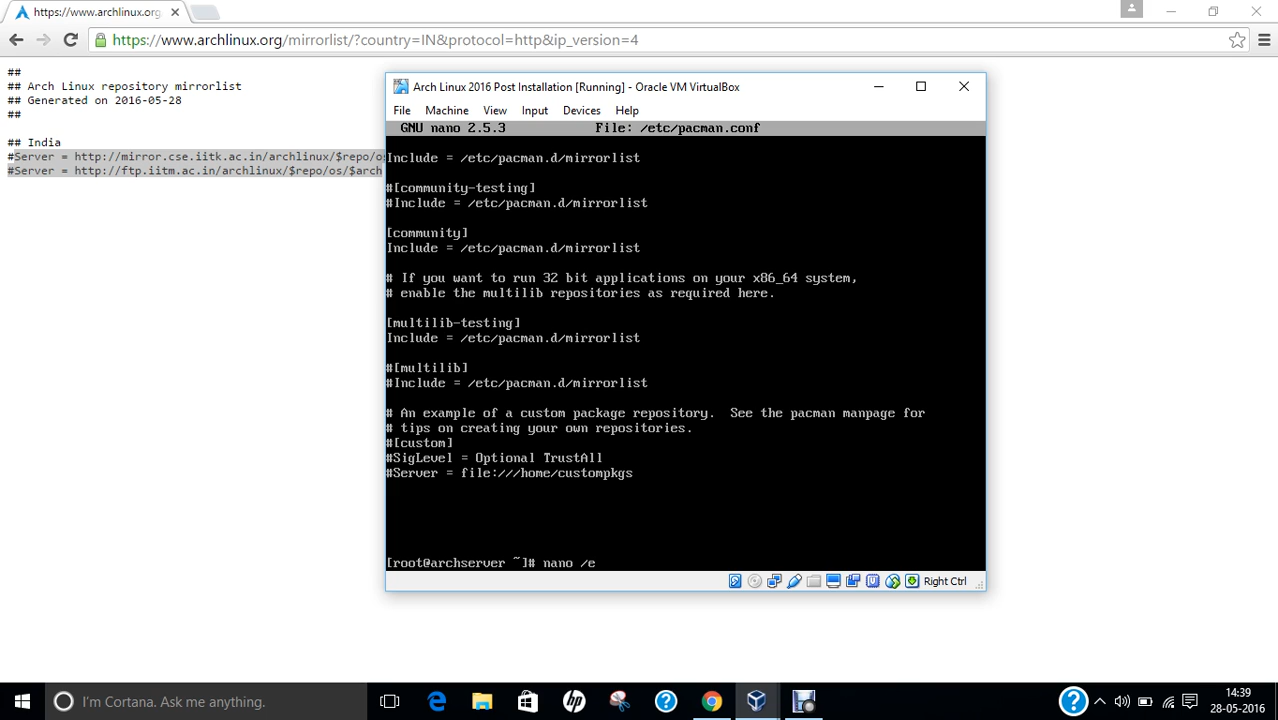 https://www.archlinux.org
https://www.archlinux.org/mirrorlist/?country=IN&protocol=http&ip_version=4
##
## Arch Linux repository mirrorlist
## Generated on 2016-05-28
##
## India
#Server = http://mirror.cse.iitk.ac.in/archlinux/$repo/o
#Server = http://ftp.iitm.ac.in/archlinux/$repo/os/$arch
Arch Linux 2016 Post Installation [Running] - Oracle VM VirtualBox
File Machine View Input Devices Help
GNU nano 2.5.3 File: /etc/pacman.conf
Include = /etc/pacman.d/mirrorlist
#[community-testing]
#Include = /etc/pacman.d/mirrorlist
[community]
Include = /etc/pacman.d/mirrorlist
# If you want to run 32 bit applications on your x86_64 system,
# enable the multilib repositories as required here.
[multilib-testing]
Include = /etc/pacman.d/mirrorlist
#[multilib]
#Include = /etc/pacman.d/mirrorlist
# An example of a custom package repository.  See the pacman manpage for
# tips on creating your own repositories.
#[custom]
#SigLevel = Optional TrustAll
#Server = file:///home/custompkgs
[root@archserver ~]# nano /e
Right Ctrl
I'm Cortana. Ask me anything.
14:39
28-05-2016